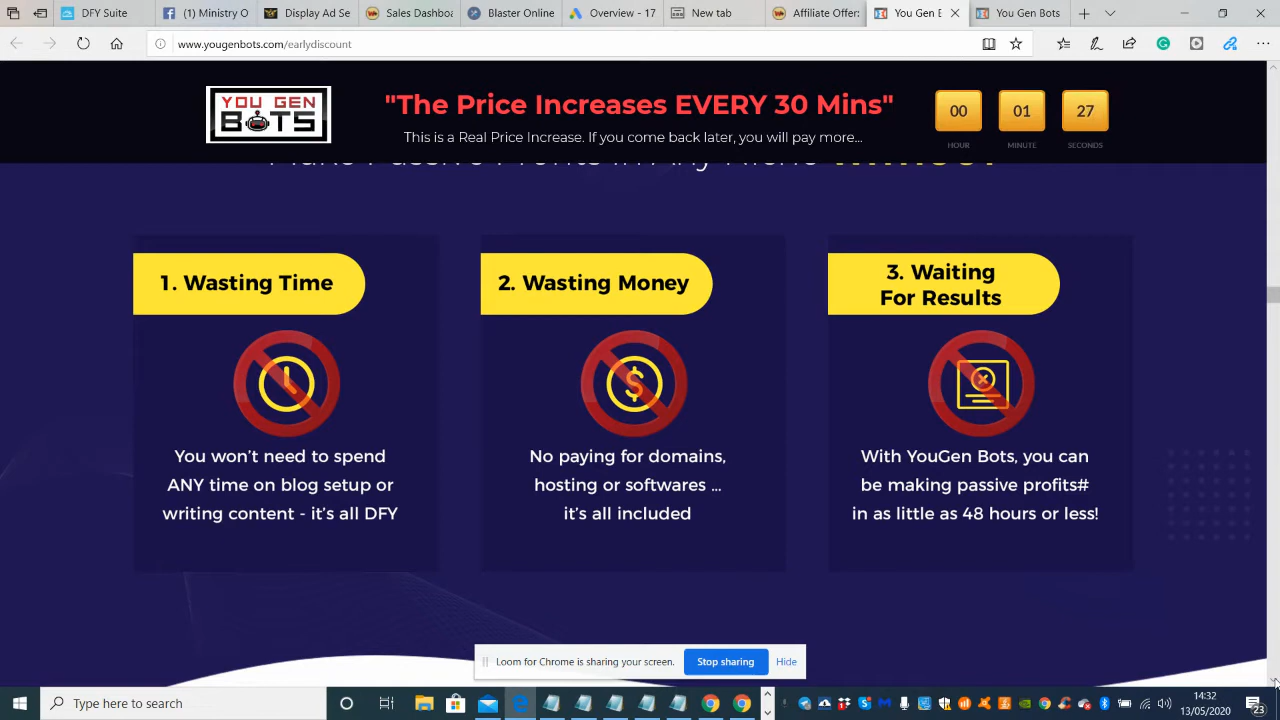 DFY Suite
(1) Ministry of
Display Ad Se
Sales Dashboa
Blaster Online
Overview - 17
New tab
Affiliate Offer
You Gen B
You Gen Bots
www.yougenbots.com/earlydiscount
YOU GEN
BOTS
"The Price Increases EVERY 30 Mins"
This is a Real Price Increase. If you come back later, you will pay more...
00
01
27
HOUR
MINUTE
SECONDS
1. Wasting Time
You won't need to spend
ANY time on blog setup or
writing content - it's all DFY
2. Wasting Money
No paying for domains,
hosting or softwares ...
it's all included
3. Waiting
For Results
With YouGen Bots, you can
be making passive profits#
in as little as 48 hours or less!
Loom for Chrome is sharing your screen.
Stop sharing
Hide
Type here to search
14:32
13/05/2020
23